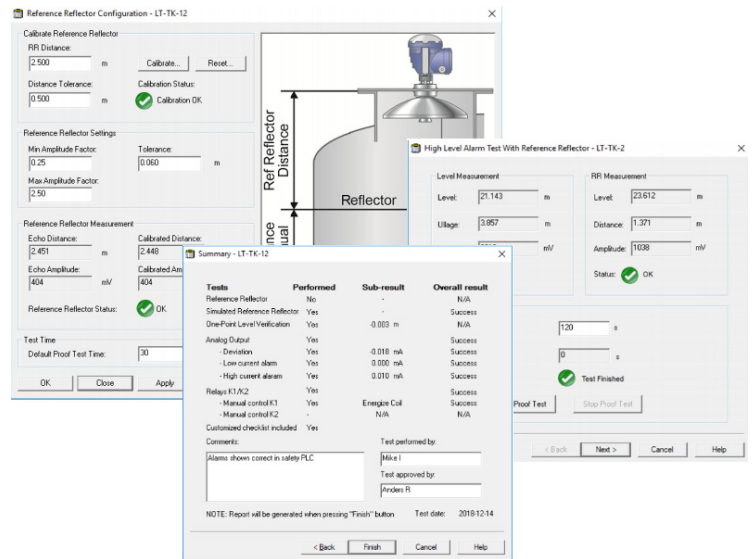 Reference Reflector Configuration - LT-TK-12
Calibrate Reference Reflector
RR Distance:
2.500 m Calibrate... Reset...
Distance Tolerance: Calibration Status:
0.500 m Calibration OK
Reference Reflector Settings
Min Amplitude Factor: Tolerance:
0.25 0.060 m
Max Amplitude Factor:
2.50
Reference Reflector Measurement
Echo Distance: Calibrated Distance:
2.451 m 2.448
Echo Amplitude: Calibrated Am
404 mV 404
Reference Reflector Status: OK
Test Time
Default Proof Test Time: 30
OK Close Apply
Ref Reflector
Distance
Reflector
High Level Alarm Test With Reference Reflector - LT-TK-2
Level Measurement
Level: 21.143 m
Ullage: 3.857 m
mV
RR Measurement
Level: 23.612 m
Distance: 1.371 m
Amplitude: 1038 mV
Status: OK
120 s
0 s
Test Finished
Proof Test Stop Proof Test
< Back Next > Cancel Help
Summary - LT-TK-12
Tests Performed Sub-result Overall result
Reference Reflector No - N/A
Simulated Reference Reflector Yes - Success
One-Point Level Verification Yes -0.003 m N/A
Analog Output Yes Success
- Deviation -0.018 mA Success
- Low current alarm 0.000 mA Success
- High current alaram 0.010 mA Success
Relays K1/K2 Yes Success
- Manual control K1 Energize Coil Success
- Manual control K2 - N/A N/A
Customized checklist included Yes
Comments: Test performed by:
Alarms shown correct in safety PLC Mike I
Test approved by:
Anders R
NOTE: Report will be generated when pressing "Finish" button Test date: 2018-12-14
< Back Finish Cancel Help